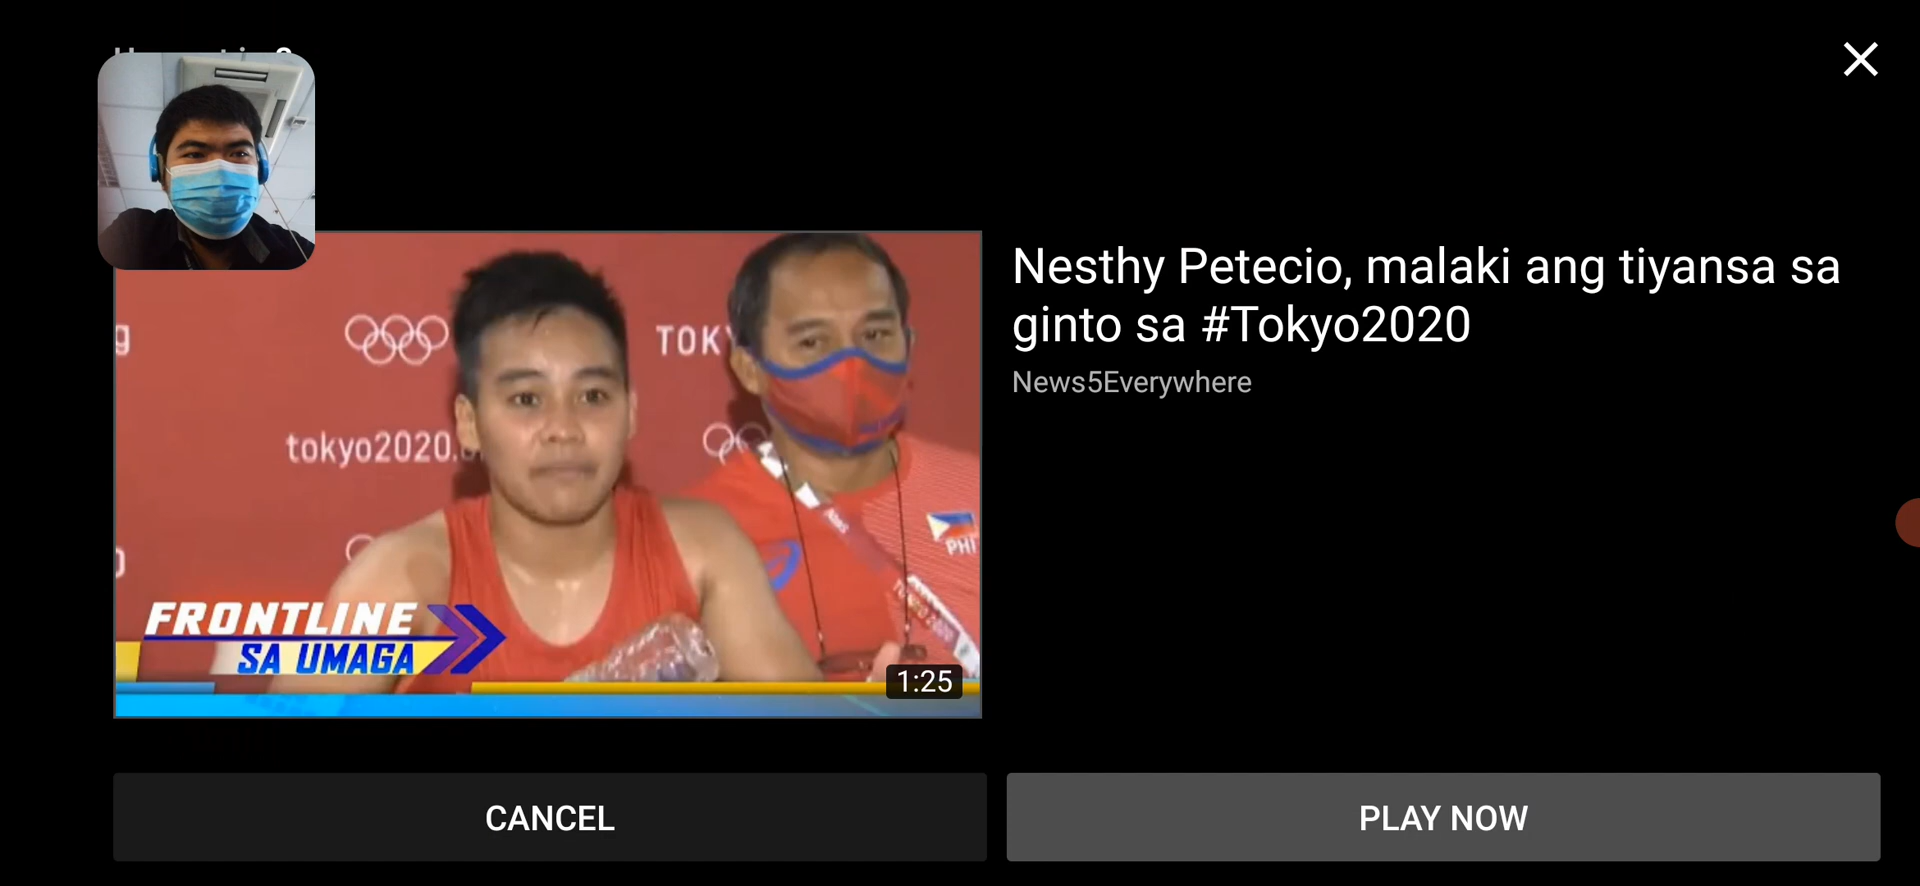 Nesthy Petecio, malaki ang tiyansa sa
ginto sa #Tokyo2020
News5Everywhere
TOKY
tokyo2020.
PHI
FRONTLINE
SA UMAGA
1:25
CANCEL
PLAY NOW